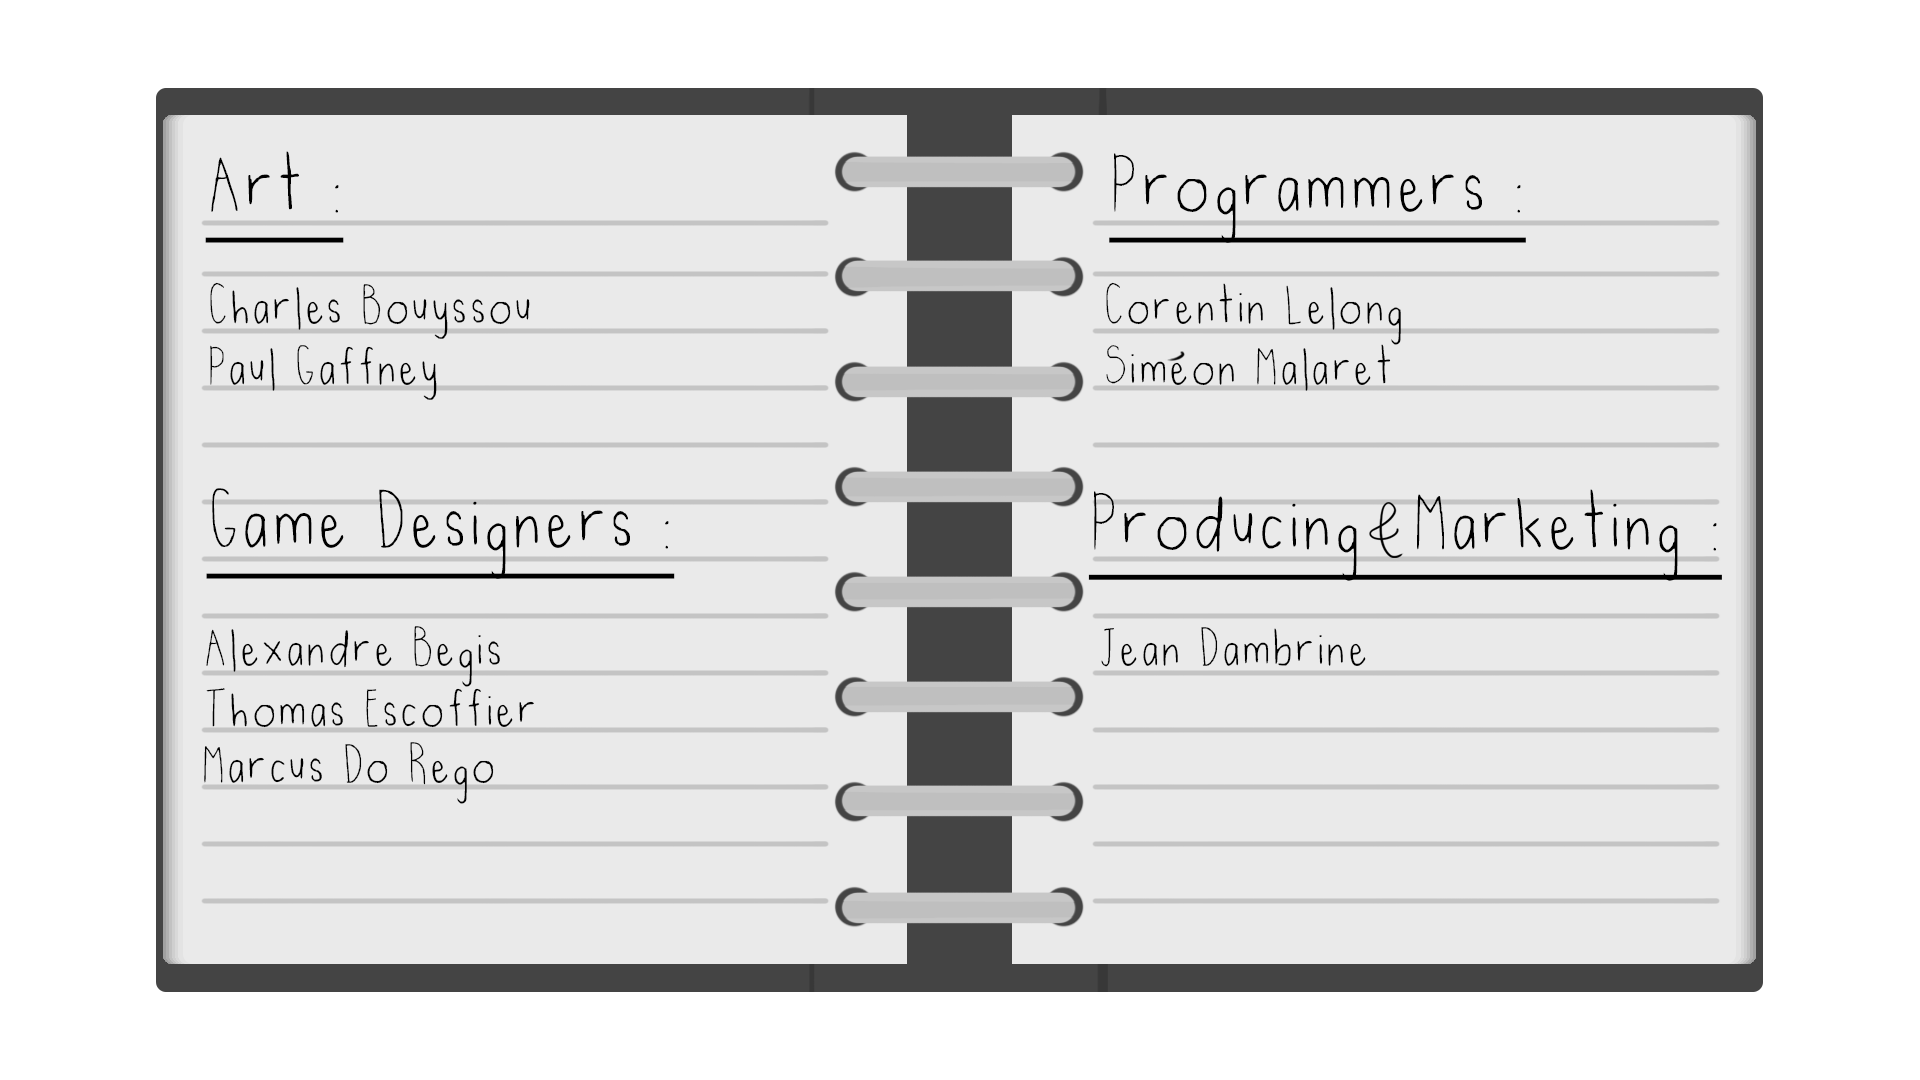 Art :
Charles Bouyssou
Paul Gaffney
Game Designers :
Alexandre Begis
Thomas Escoffier
Marcus Do Rego
Programmers :
Corentin Lelong
Siméon Malaret
Producing&Marketing :
Jean Dambrine